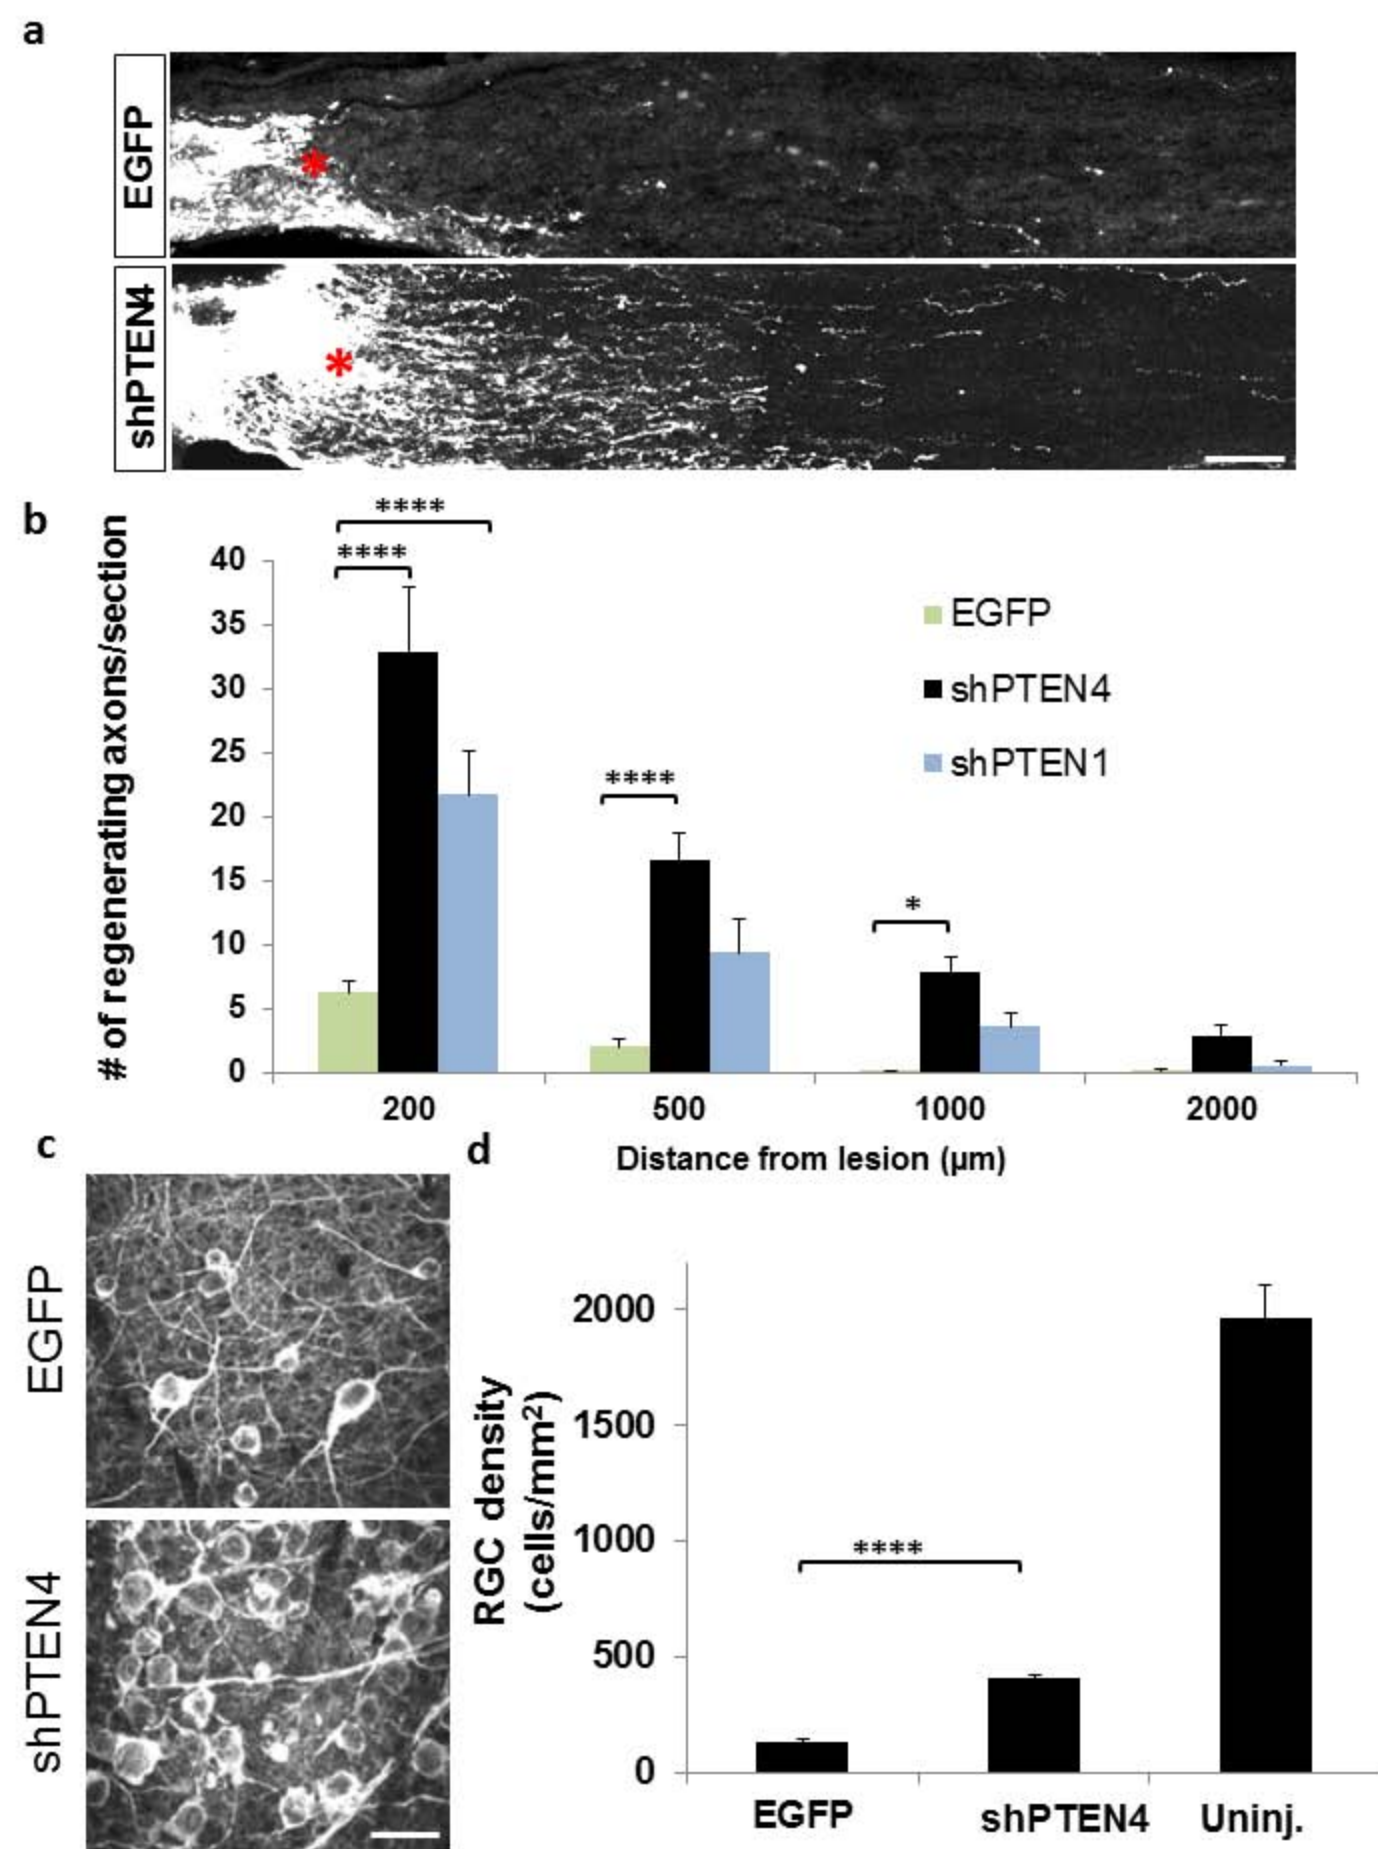 a
EGFP
*
shPTEN4
*
b
# of regenerating axons/section
****
****
40
35
30
25
20
15
10
5
0
****
*
EGFP
shPTEN4
shPTEN1
200
500
1000
2000
Distance from lesion (µm)
c
EGFP
shPTEN4
d
RGC density
(cells/mm²)
2000
1500
1000
500
0
****
EGFP
shPTEN4
Uninj.